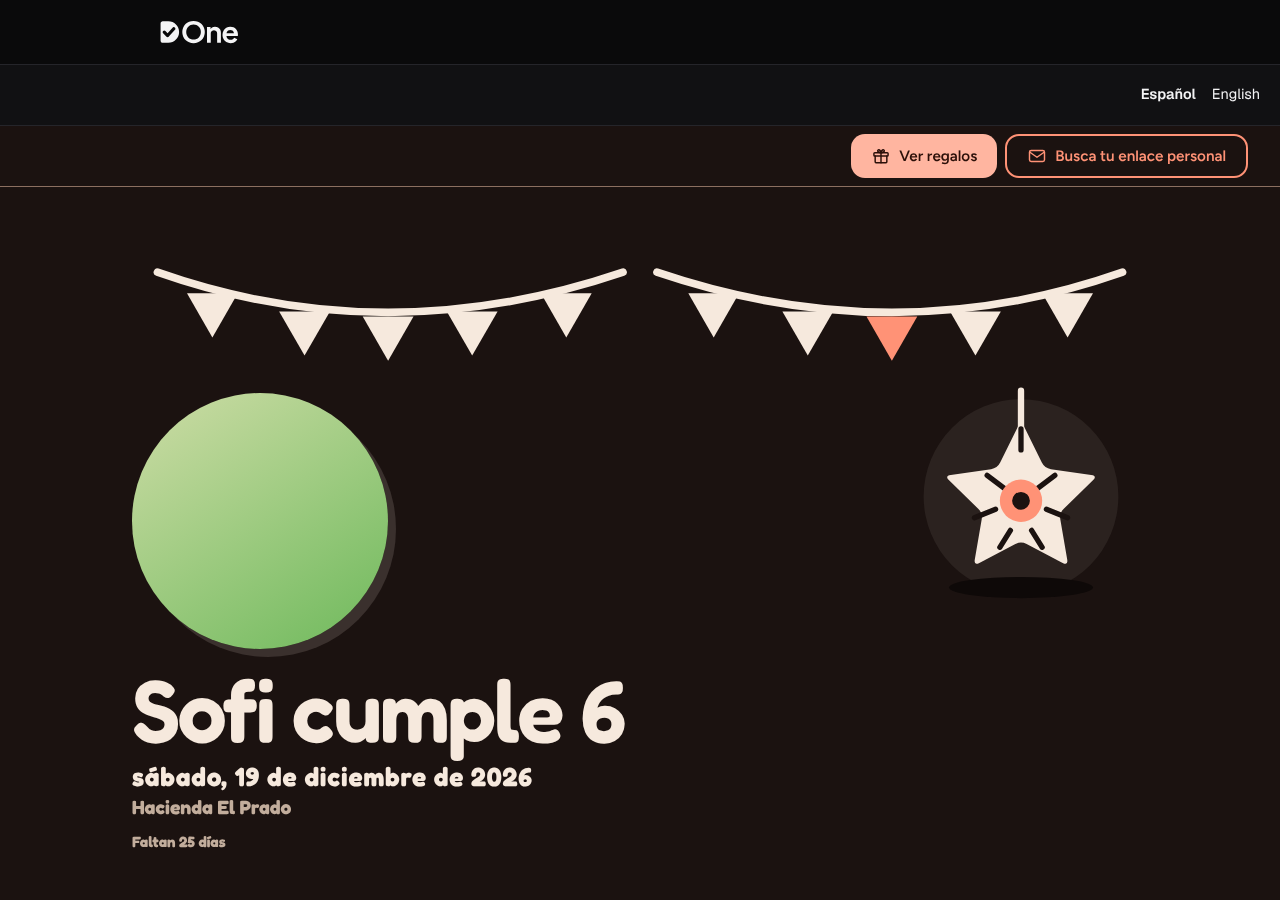 One
Español English
Ver regalos Busca tu enlace personal
Sofi cumple 6
sábado, 19 de diciembre de 2026
Hacienda El Prado
Faltan 25 días